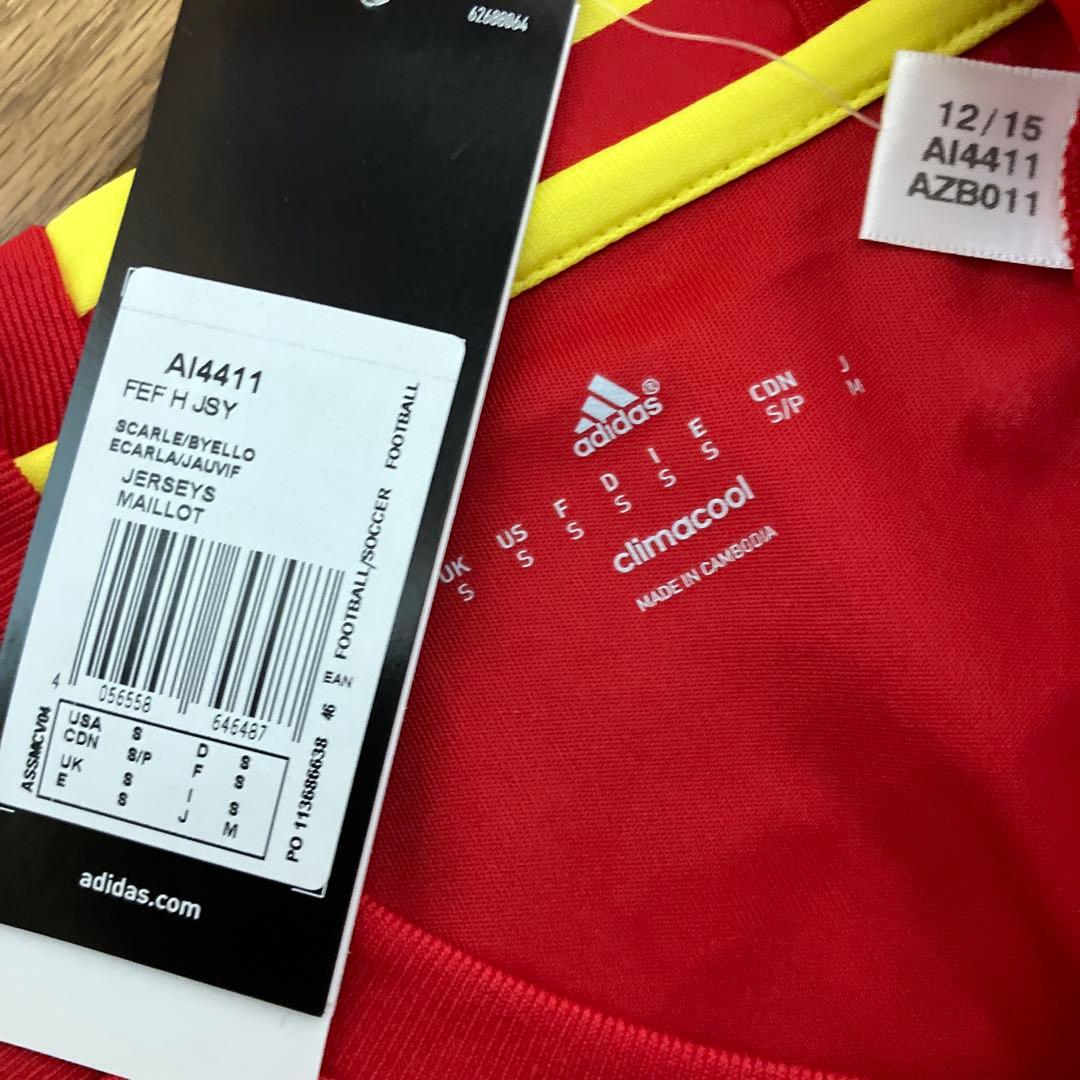 62688064
AI4411
FEF H JSY
SCARLE/BYELLO
ECARLA/JAUVIF
JERSEYS
MAILLOT
FOOTBALL/SOCCER FOOTBALL
4 056558 646487
EAN
46
ASSMCV04
PO 113686638
USA S D S
CDN S/P F S
UK S I S
E S J M
adidas.com
12/15
AI4411
AZB011
adidas®
UK US F D I E CDN J
S S S S S S S/P M
climacool
MADE IN CAMBODIA